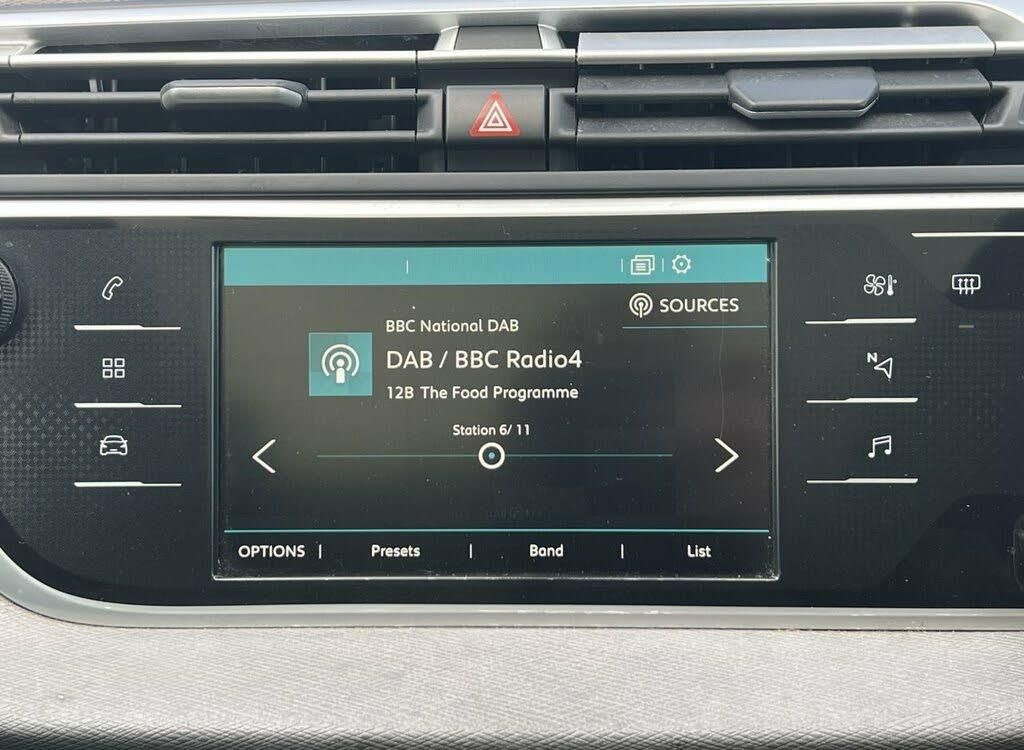 SOURCES
BBC National DAB
DAB / BBC Radio4
12B The Food Programme
Station 6/ 11
OPTIONS | Presets | Band | List
N